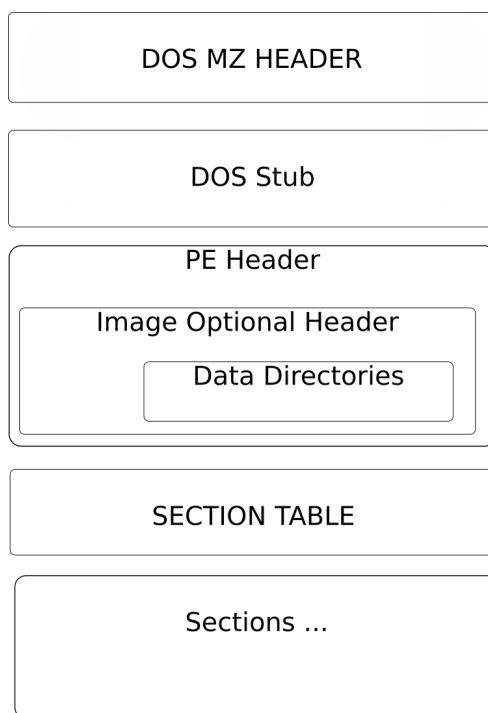 DOS MZ HEADER
DOS Stub
PE Header
Image Optional Header
Data Directories
SECTION TABLE
Sections ...